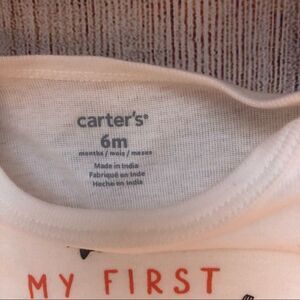 carter's®
6m
months / mois / meses
Made in India
Fabriqué en Inde
Hecho en India
MY FIRST